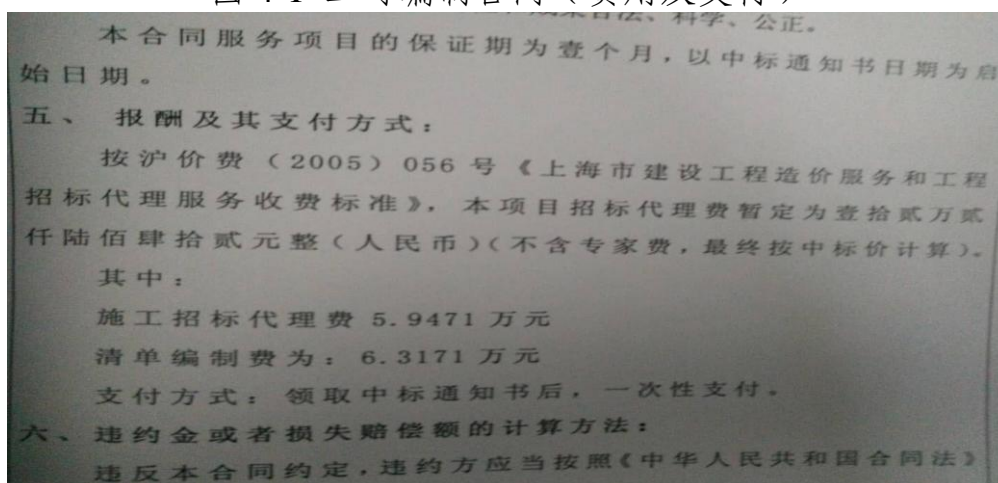 成果合法、科学、公正。
本合同服务项目的保证期为壹个月，以中标通知书日期为启
始日期。
五、 报酬及其支付方式：
按沪价费（2005）056 号《上海市建设工程造价服务和工程
招标代理服务收费标准》，本项目招标代理费暂定为壹拾贰万贰
仟陆佰肆拾贰元整（人民币）（不含专家费，最终按中标价计算）。
其中：
施工招标代理费 5.9471 万元
清单编制费为：6.3171 万元
支付方式：领取中标通知书后，一次性支付。
六、违约金或者损失赔偿额的计算方法：
违反本合同约定，违约方应当按照《中华人民共和国合同法》